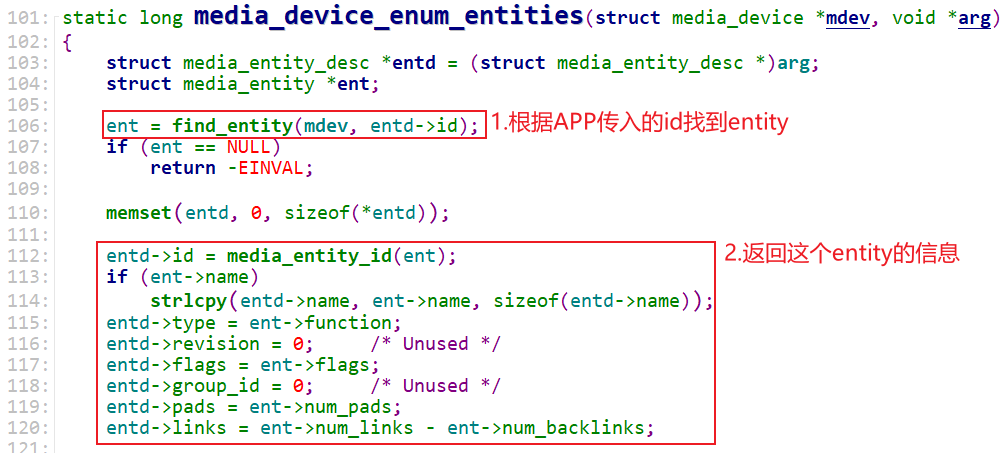 101: static long media_device_enum_entities(struct media_device *mdev, void *arg)
102: {
103:     struct media_entity_desc *entd = (struct media_entity_desc *)arg;
104:     struct media_entity *ent;
105:
106:     ent = find_entity(mdev, entd->id); 1.根据APP传入的id找到entity
107:     if (ent == NULL)
108:         return -EINVAL;
109:
110:     memset(entd, 0, sizeof(*entd));
111:
112:     entd->id = media_entity_id(ent); 2.返回这个entity的信息
113:     if (ent->name)
114:         strlcpy(entd->name, ent->name, sizeof(entd->name));
115:     entd->type = ent->function;
116:     entd->revision = 0;     /* Unused */
117:     entd->flags = ent->flags;
118:     entd->group_id = 0;     /* Unused */
119:     entd->pads = ent->num_pads;
120:     entd->links = ent->num_links - ent->num_backlinks;
121: